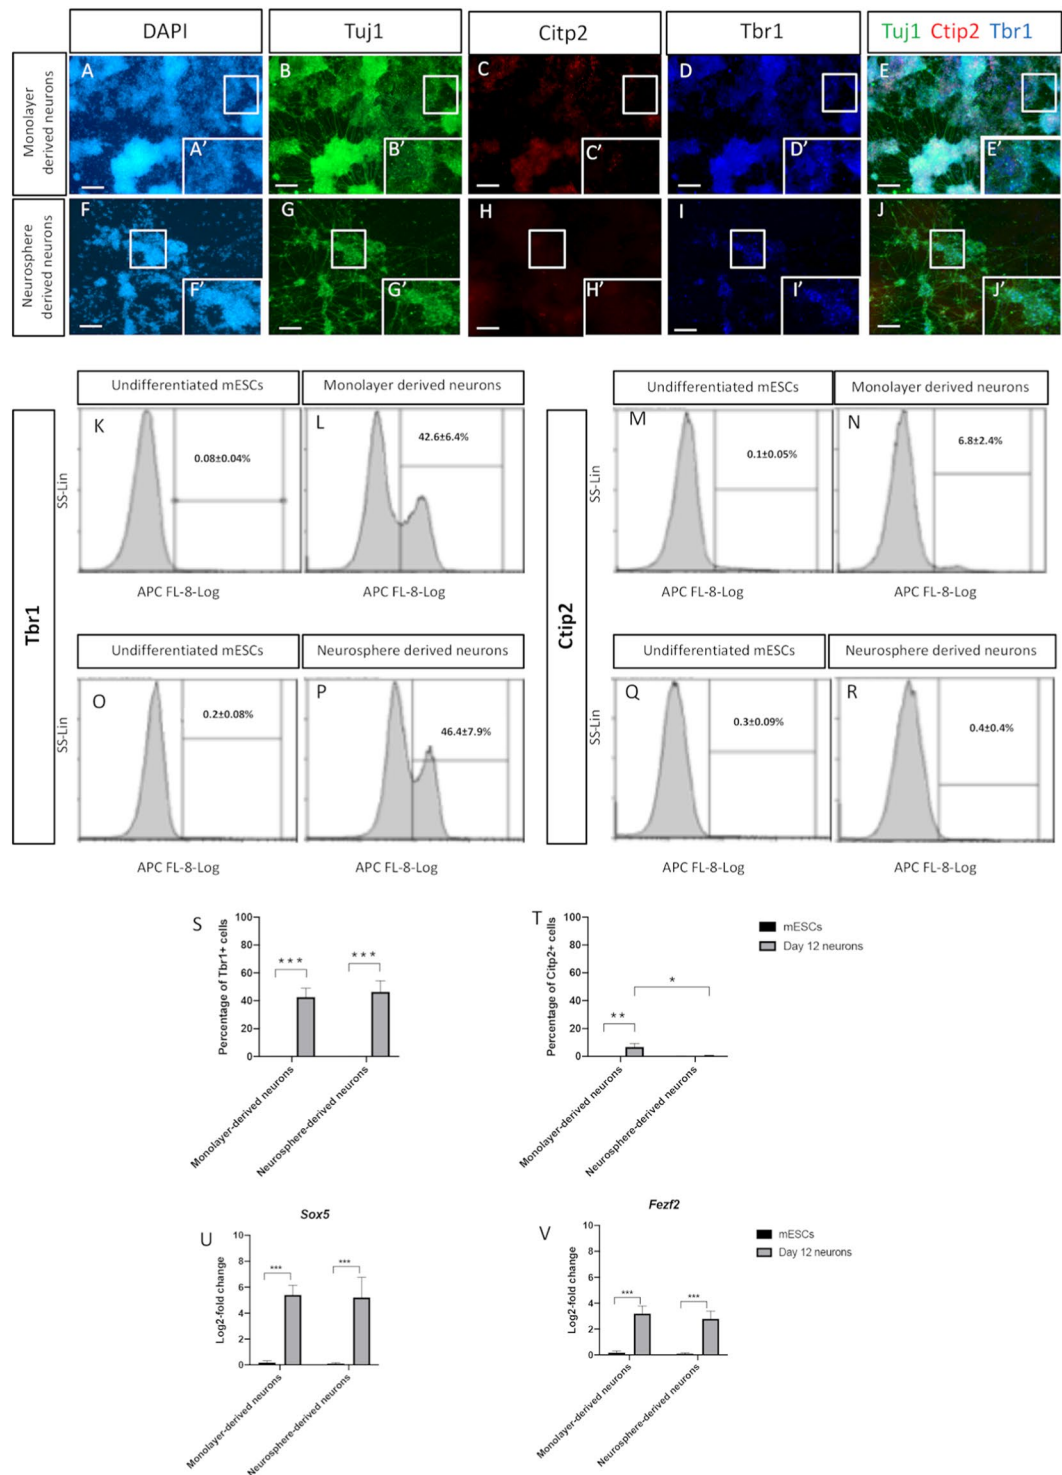 DAPI
Tuj1
Citp2
Tbr1
Tuj1 Ctip2 Tbr1
Monolayer
derived neurons
A
A'
B
B'
C
C'
D
D'
E
E'
Neurosphere
derived neurons
F
F'
G
G'
H
H'
I
I'
J
J'
Tbr1
Undifferentiated mESCs
Monolayer derived neurons
SS-Lin
K
0.08±0.04%
L
42.6±6.4%
APC FL-8-Log
APC FL-8-Log
Undifferentiated mESCs
Neurosphere derived neurons
SS-Lin
O
0.2±0.08%
P
46.4±7.9%
APC FL-8-Log
APC FL-8-Log
Ctip2
Undifferentiated mESCs
Monolayer derived neurons
SS-Lin
M
0.1±0.05%
N
6.8±2.4%
APC FL-8-Log
APC FL-8-Log
Undifferentiated mESCs
Neurosphere derived neurons
SS-Lin
Q
0.3±0.09%
R
0.4±0.4%
APC FL-8-Log
APC FL-8-Log
S
Percentage of Tbr1+ cells
100
80
60
40
20
0
***
***
Monolayer-derived neurons
Neurosphere-derived neurons
T
Percentage of Citp2+ cells
100
80
60
40
20
0
**
*
Monolayer-derived neurons
Neurosphere-derived neurons
mESCs
Day 12 neurons
U
Sox5
Log2-fold change
10
8
6
4
2
0
***
***
Monolayer-derived neurons
Neurosphere-derived neurons
V
Fezf2
Log2-fold change
10
8
6
4
2
0
***
***
Monolayer-derived neurons
Neurosphere-derived neurons
mESCs
Day 12 neurons